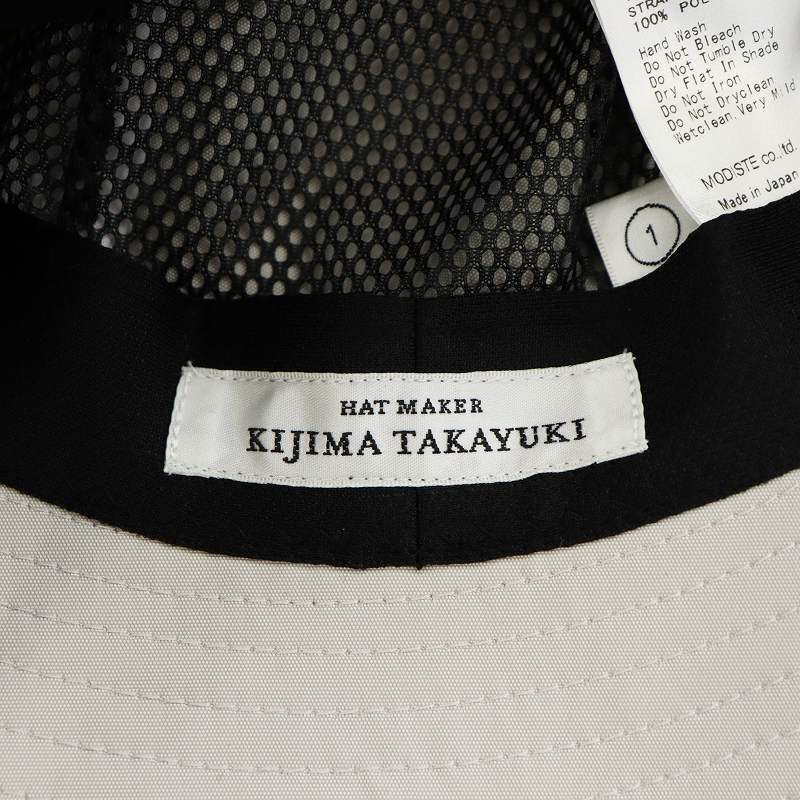 100% POL
Hand Wash
Do Not Bleach
Do Not Tumble Dry
Dry Flat In Shade
Do Not Iron
Do Not Dryclean
Wetclean, Very Mild
MODISTE co.,ltd.
Made in Japan
1
HAT MAKER
KIJIMA TAKAYUKI